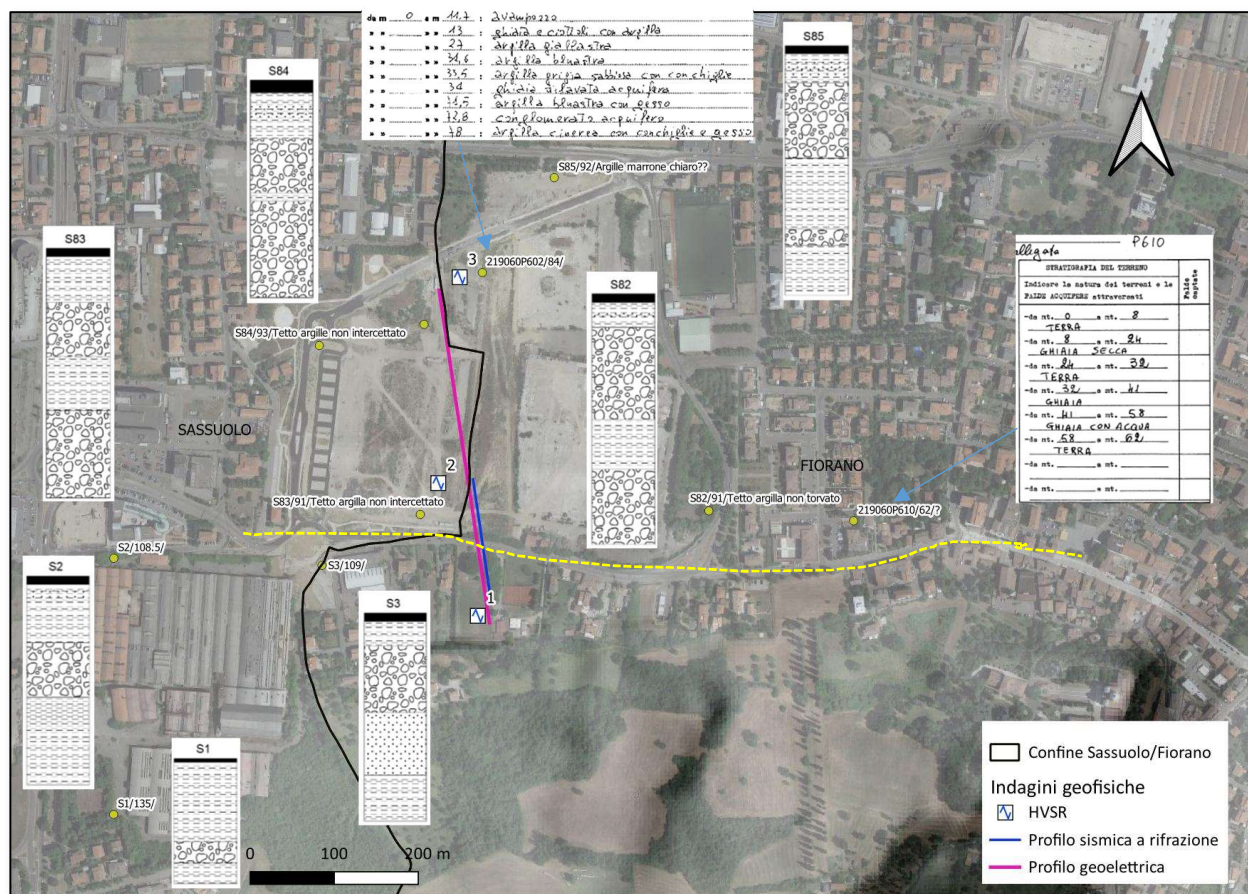 da m 0 a m 11,7 : avampozzo
" " " " 13 : ghiaia e ciottoli con argilla
" " " " 27 : argilla giallastra
" " " " 31,6 : argilla bluastra
" " " " 33,5 : argilla grigia sabbiosa con conchiglie
" " " " 34 : ghiaia dilavata acquifera
" " " " : argilla bluastra con gesso
" " " " 72,8 : conglomerato acquifero
" " " " 78 : argilla cinerea con conchiglie e gesso
S85
S84
S85/92/Argille marrone chiaro??
S83
allegata P610
STRATIGRAFIA DEL TERRENO
Indicare la natura dei terreni e le
FALDE ACQUIFERE attraversati
Falde captate
-da mt. 0 a mt. 8
TERRA
-da mt. 8 a mt. 24
GHIAIA SECCA
-da mt. 24 a mt. 32
TERRA
-da mt. 32 a mt. 41
GHIAIA
-da mt. 41 a mt. 58
GHIAIA CON ACQUA
-da mt. 58 a mt. 62
TERRA
-da mt. a mt.
-da mt. a mt.
3
219060P602/84/
S82
S84/93/Tetto argille non intercettato
SASSUOLO
FIORANO
2
S83/91/Tetto argilla non intercettato
S82/91/Tetto argilla non torvato
219060P610/62/?
S2/108.5/
S3/109/
S2
1
S3
S1
S1/135/
0 100 200 m
Confine Sassuolo/Fiorano
Indagini geofisiche
HVSR
Profilo sismica a rifrazione
Profilo geoelettrica